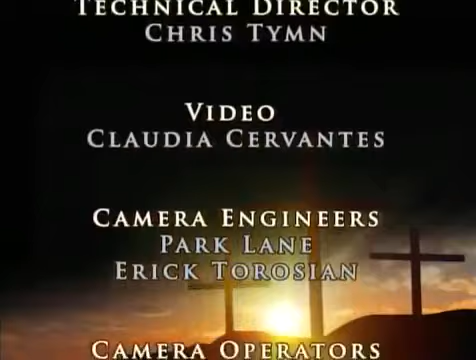 TECHNICAL DIRECTOR
CHRIS TYMN
VIDEO
CLAUDIA CERVANTES
CAMERA ENGINEERS
PARK LANE
ERICK TOROSIAN
CAMERA OPERATORS